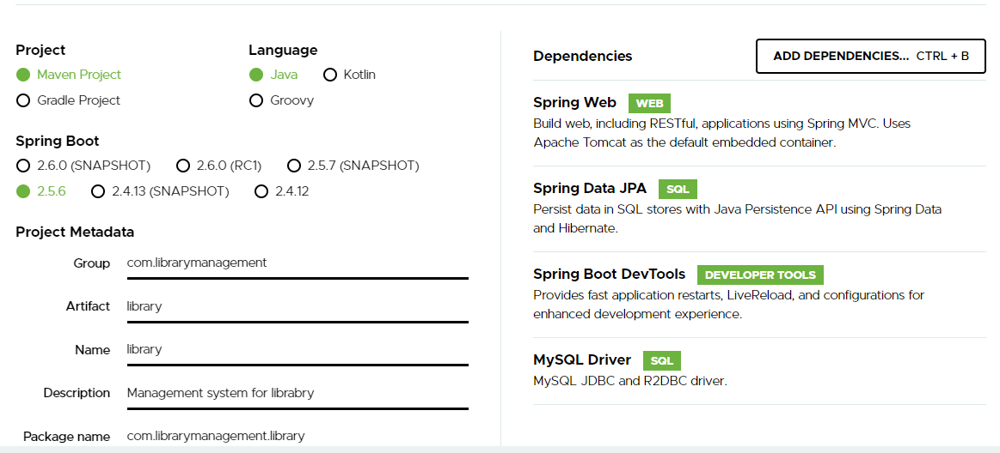 Project
Language
Maven Project
Java
Kotlin
Gradle Project
Groovy
Spring Boot
2.6.0 (SNAPSHOT)
2.6.0 (RC1)
2.5.7 (SNAPSHOT)
2.5.6
2.4.13 (SNAPSHOT)
2.4.12
Project Metadata
Group com.librarymanagement
Artifact library
Name library
Description Management system for librabry
Package name com.librarymanagement.library
Dependencies
ADD DEPENDENCIES... CTRL + B
Spring Web WEB
Build web, including RESTful, applications using Spring MVC. Uses
Apache Tomcat as the default embedded container.
Spring Data JPA SQL
Persist data in SQL stores with Java Persistence API using Spring Data
and Hibernate.
Spring Boot DevTools DEVELOPER TOOLS
Provides fast application restarts, LiveReload, and configurations for
enhanced development experience.
MySQL Driver SQL
MySQL JDBC and R2DBC driver.